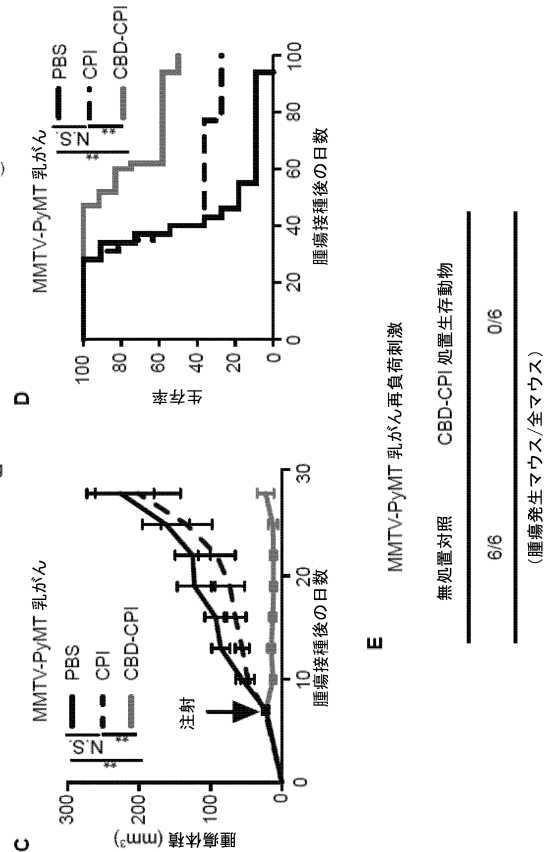 C
MMTV-PyMT 乳がん
PBS
CPI
CBD-CPI
N.S.
**
**
腫瘍体積 (mm³)
300
200
100
0
注射
0
10
20
30
腫瘍接種後の日数
D
MMTV-PyMT 乳がん
PBS
CPI
CBD-CPI
N.S.
**
**
生存率
100
80
60
40
20
0
0
20
40
60
80
100
腫瘍接種後の日数
E
MMTV-PyMT 乳がん再負荷刺激
無処置対照 CBD-CPI 処置生存動物
6/6 0/6
(腫瘍発生マウス/全マウス)